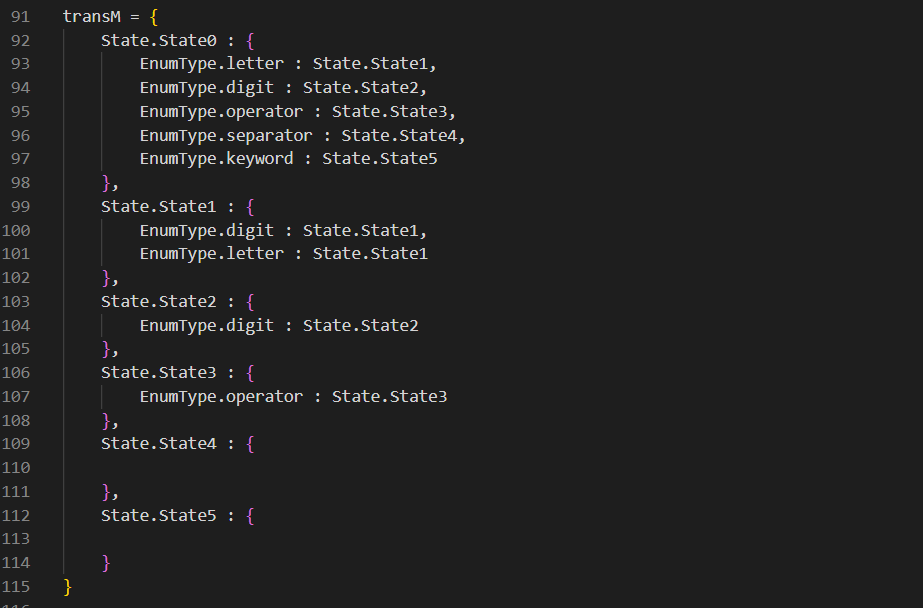 91 transM = {
92 State.State0 : {
93 EnumType.letter : State.State1,
94 EnumType.digit : State.State2,
95 EnumType.operator : State.State3,
96 EnumType.separator : State.State4,
97 EnumType.keyword : State.State5
98 },
99 State.State1 : {
100 EnumType.digit : State.State1,
101 EnumType.letter : State.State1
102 },
103 State.State2 : {
104 EnumType.digit : State.State2
105 },
106 State.State3 : {
107 EnumType.operator : State.State3
108 },
109 State.State4 : {
110
111 },
112 State.State5 : {
113
114 }
115 }
116